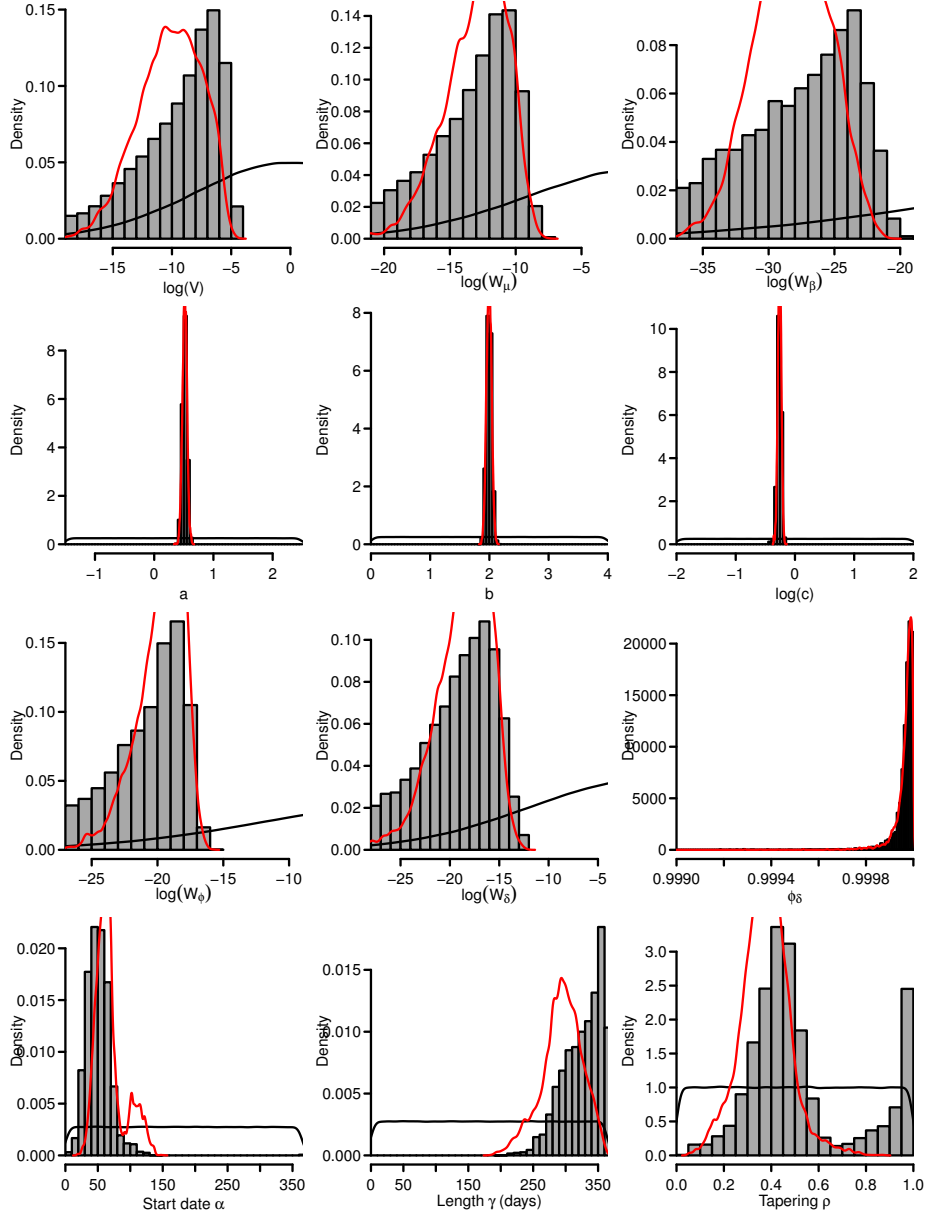 Density
0.00 0.05 0.10 0.15
−15 −10 −5 0
log(V)
Density
0.00 0.02 0.04 0.06 0.08 0.10 0.12 0.14
−20 −15 −10 −5
log(Wμ)
Density
0.00 0.02 0.04 0.06 0.08
−35 −30 −25 −20
log(Wβ)
Density
0 2 4 6 8
−1 0 1 2
a
Density
0 2 4 6 8
0 1 2 3 4
b
Density
0 2 4 6 8 10
−2 −1 0 1 2
log(c)
Density
0.00 0.05 0.10 0.15
−25 −20 −15 −10
log(Wϕ)
Density
0.00 0.02 0.04 0.06 0.08 0.10
−25 −20 −15 −10 −5
log(Wδ)
Density
0 5000 10000 15000 20000
0.9990 0.9994 0.9998
ϕδ
Density
0.000 0.005 0.010 0.015 0.020
0 50 150 250 350
Start date α
Density
0.000 0.005 0.010 0.015
0 50 150 250 350
Length γ (days)
Density
0.0 0.5 1.0 1.5 2.0 2.5 3.0
0.0 0.2 0.4 0.6 0.8 1.0
Tapering ρ